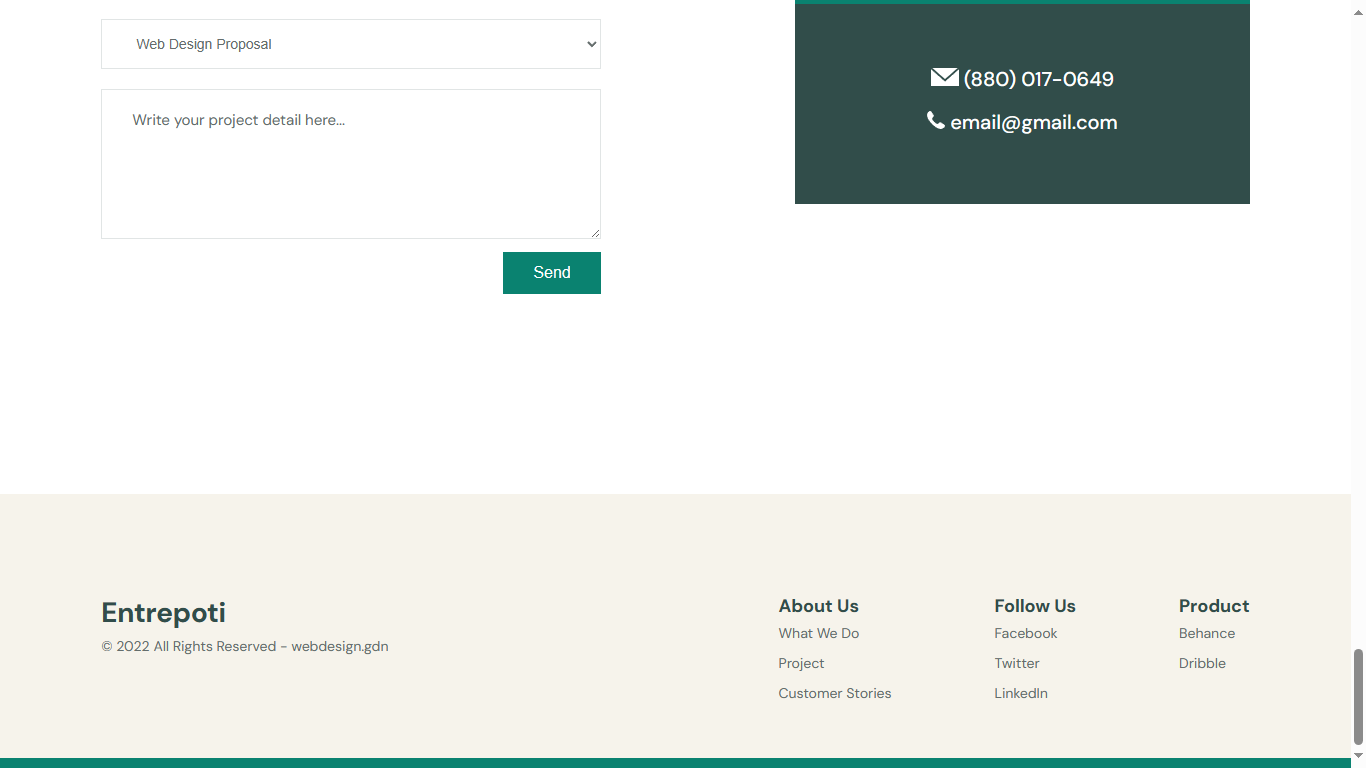 Web Design Proposal
Write your project detail here...
Send
(880) 017-0649
email@gmail.com
Entrepoti
© 2022 All Rights Reserved - webdesign.gdn
About Us
What We Do
Project
Customer Stories
Follow Us
Facebook
Twitter
LinkedIn
Product
Behance
Dribble